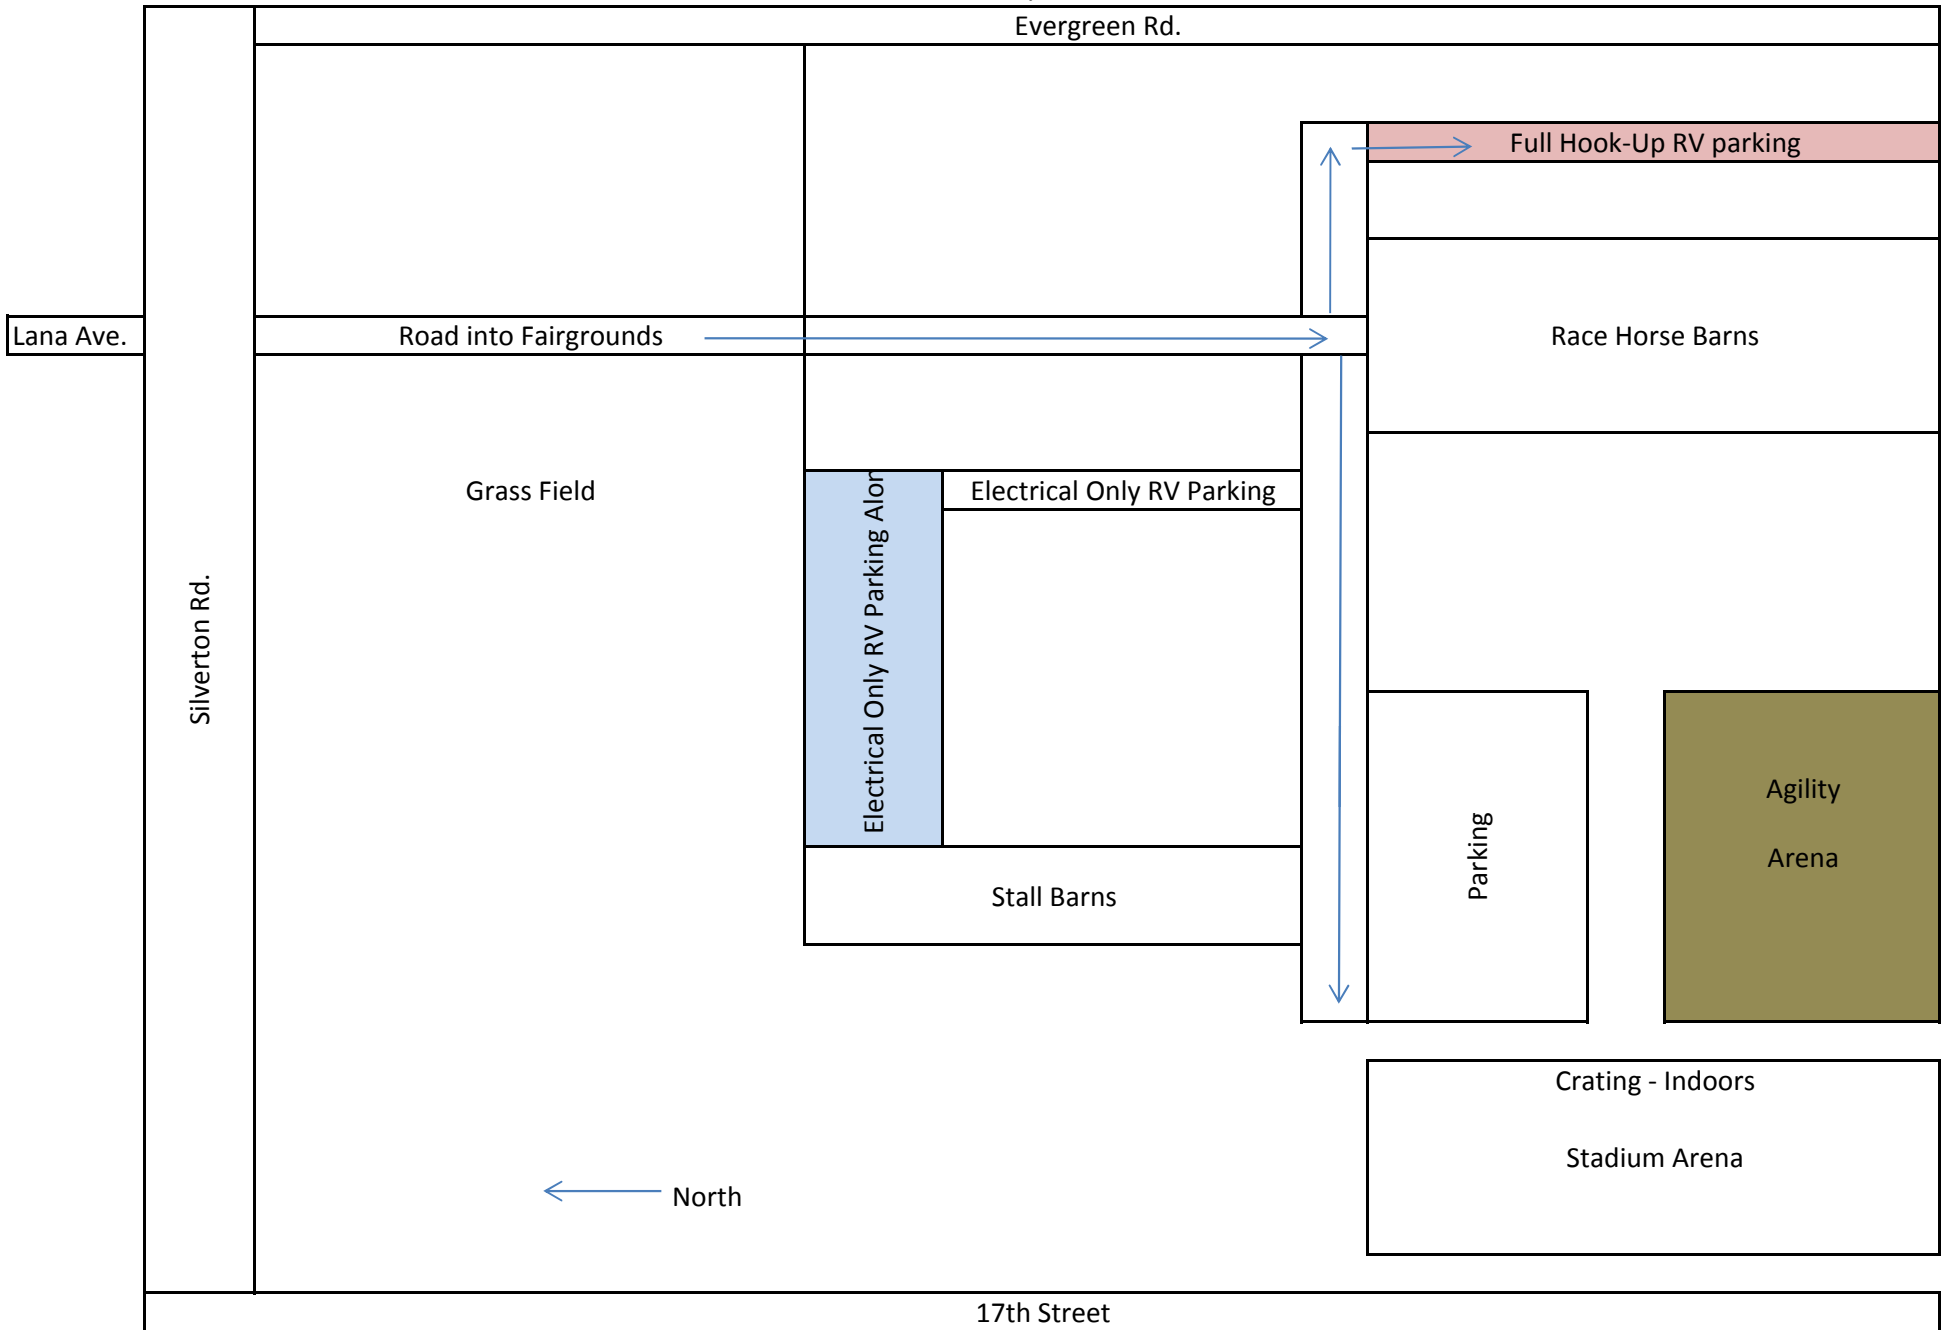 Evergreen Rd.
Full Hook-Up RV parking
Lana Ave.
Road into Fairgrounds
Race Horse Barns
Grass Field
Electrical Only RV Parking Alon
Electrical Only RV Parking
Silverton Rd.
Agility
Arena
Parking
Stall Barns
Crating - Indoors
Stadium Arena
North
17th Street